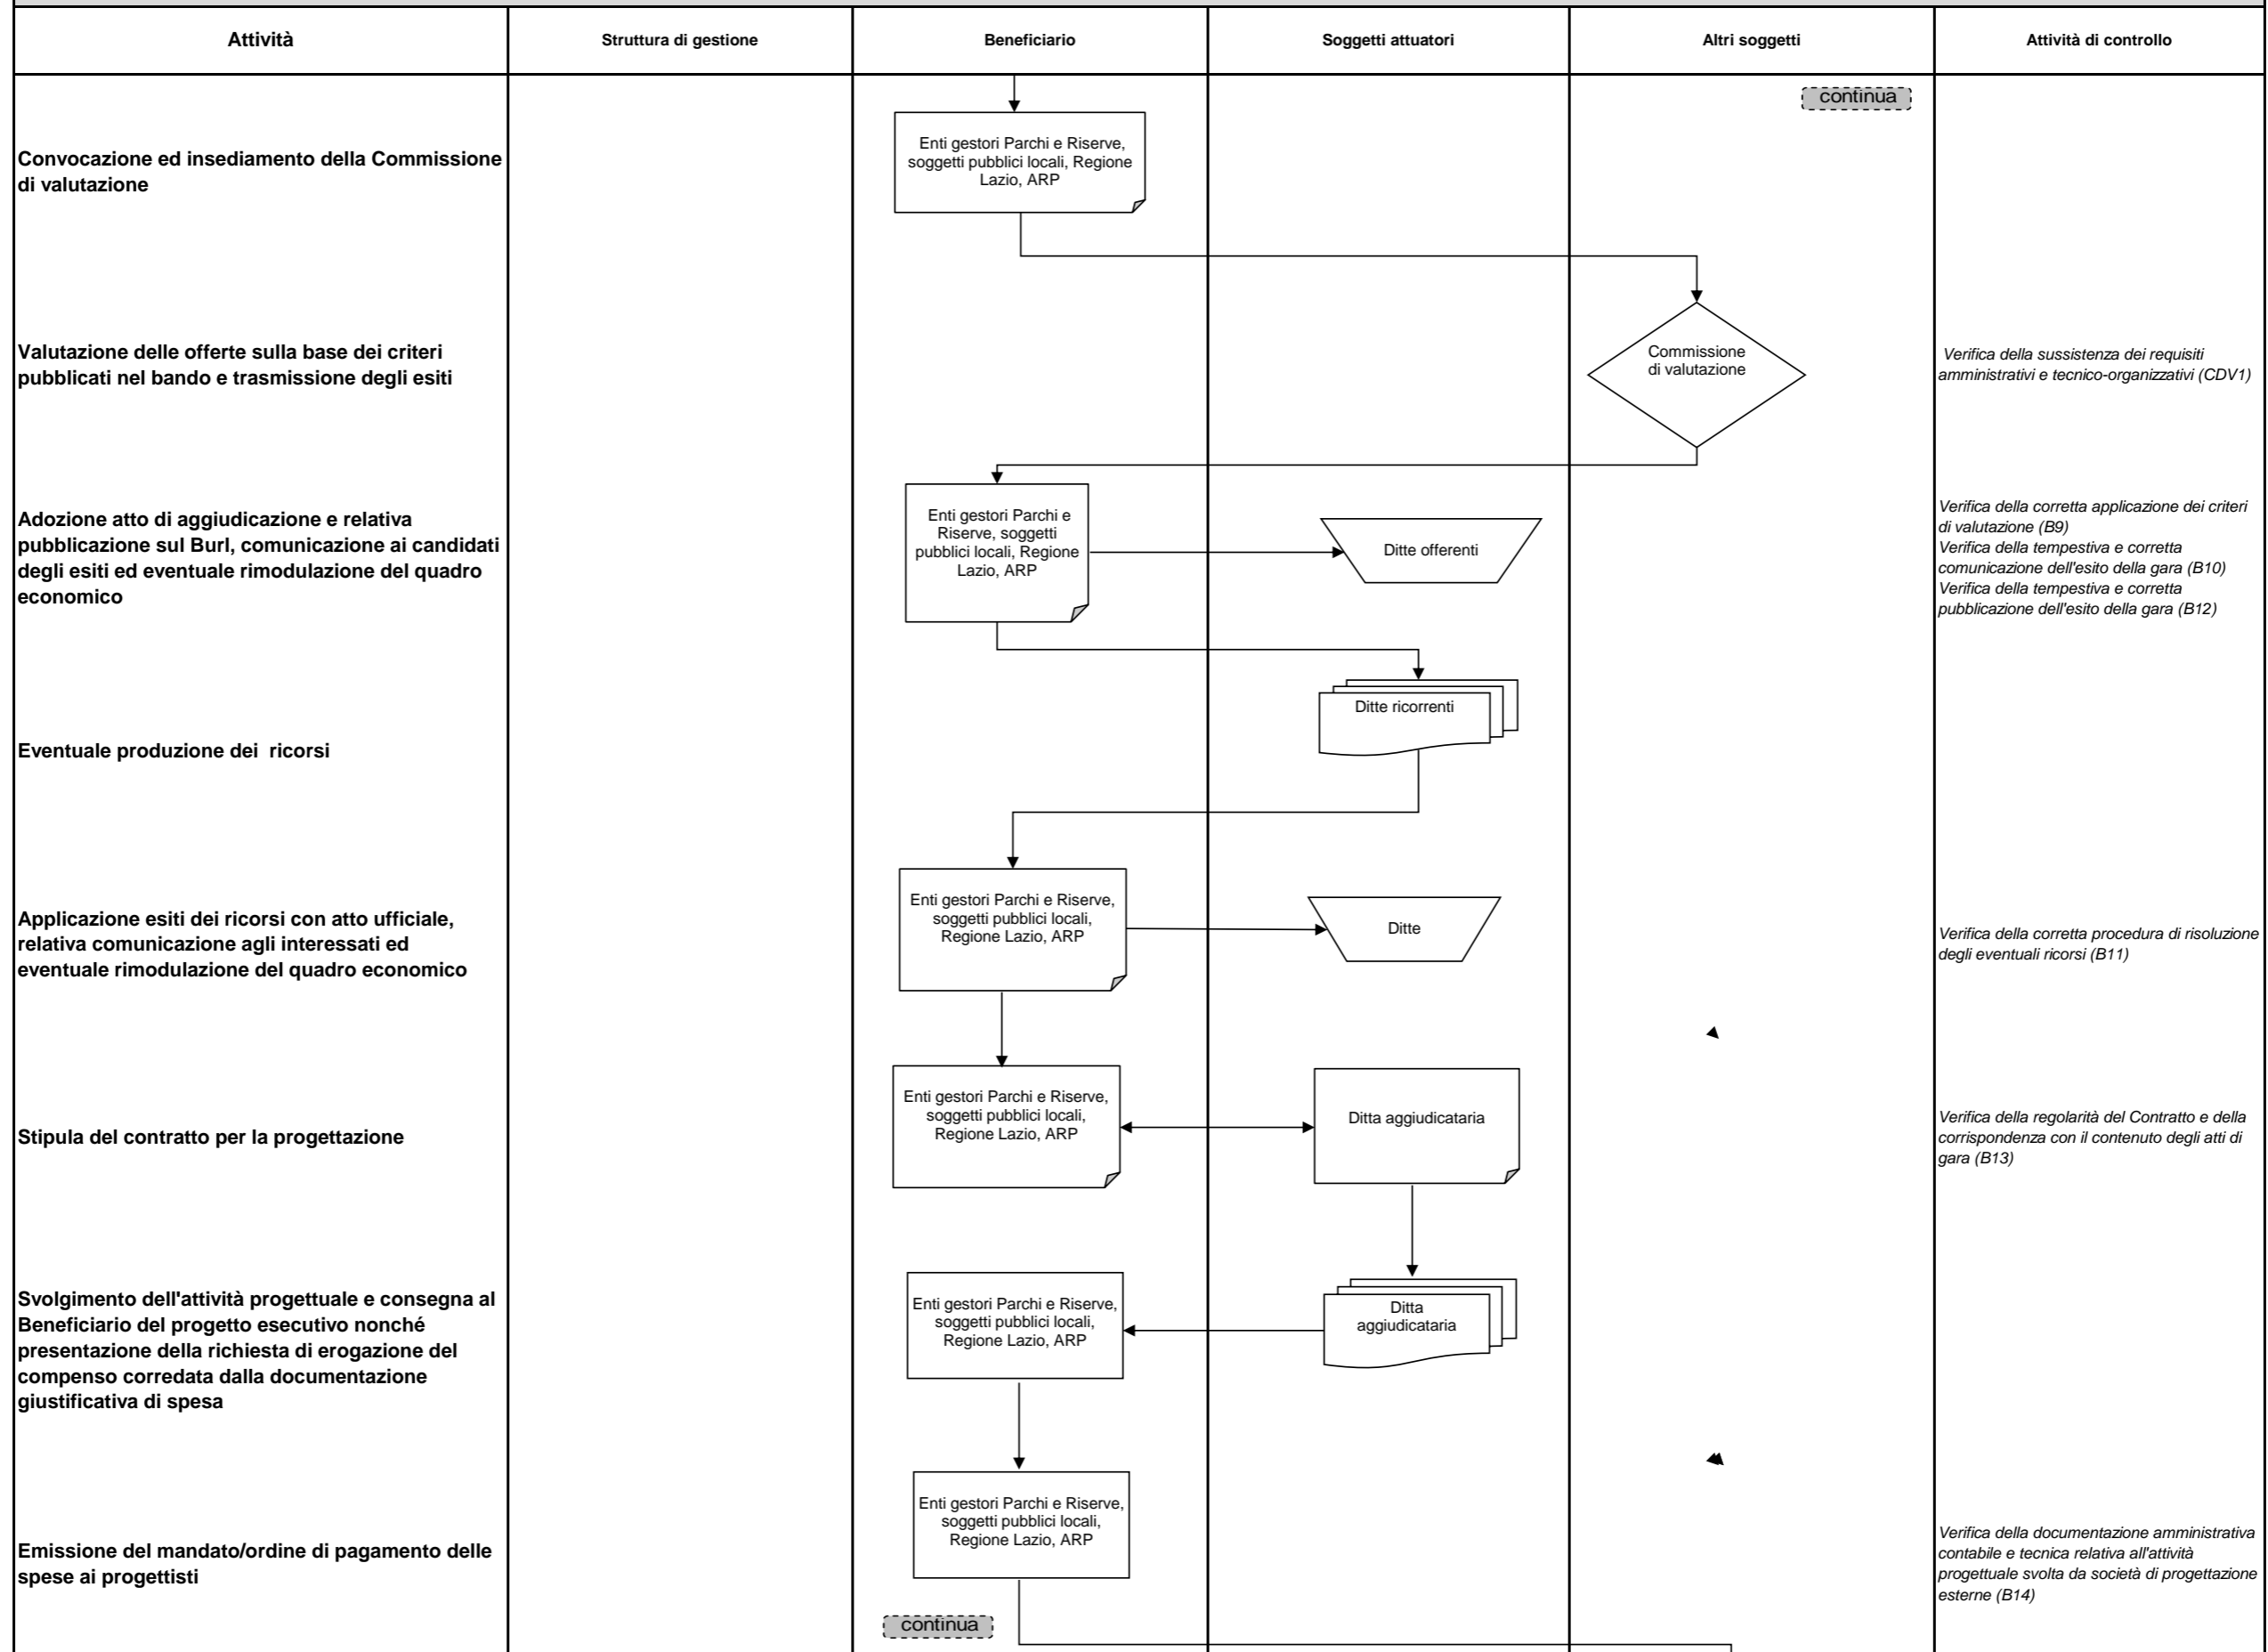 Attività
Struttura di gestione
Beneficiario
Soggetti attuatori
Altri soggetti
Attività di controllo
continua
Convocazione ed insediamento della Commissione
di valutazione
Enti gestori Parchi e Riserve,
soggetti pubblici locali, Regione
Lazio, ARP
Valutazione delle offerte sulla base dei criteri
pubblicati nel bando e trasmissione degli esiti
Commissione
di valutazione
Verifica della sussistenza dei requisiti
amministrativi e tecnico-organizzativi (CDV1)
Adozione atto di aggiudicazione e relativa
pubblicazione sul Burl, comunicazione ai candidati
degli esiti ed eventuale rimodulazione del quadro
economico
Enti gestori Parchi e
Riserve, soggetti
pubblici locali, Regione
Lazio, ARP
Ditte offerenti
Verifica della corretta applicazione dei criteri
di valutazione (B9)
Verifica della tempestiva e corretta
comunicazione dell'esito della gara (B10)
Verifica della tempestiva e corretta
pubblicazione dell'esito della gara (B12)
Eventuale produzione dei  ricorsi
Ditte ricorrenti
Applicazione esiti dei ricorsi con atto ufficiale,
relativa comunicazione agli interessati ed
eventuale rimodulazione del quadro economico
Enti gestori Parchi e Riserve,
soggetti pubblici locali,
Regione Lazio, ARP
Ditte
Verifica della corretta procedura di risoluzione
degli eventuali ricorsi (B11)
Stipula del contratto per la progettazione
Enti gestori Parchi e Riserve,
soggetti pubblici locali,
Regione Lazio, ARP
Ditta aggiudicataria
Verifica della regolarità del Contratto e della
corrispondenza con il contenuto degli atti di
gara (B13)
Svolgimento dell'attività progettuale e consegna al
Beneficiario del progetto esecutivo nonché
presentazione della richiesta di erogazione del
compenso corredata dalla documentazione
giustificativa di spesa
Enti gestori Parchi e Riserve,
soggetti pubblici locali,
Regione Lazio, ARP
Ditta
aggiudicataria
Emissione del mandato/ordine di pagamento delle
spese ai progettisti
Enti gestori Parchi e Riserve,
soggetti pubblici locali,
Regione Lazio, ARP
Verifica della documentazione amministrativa
contabile e tecnica relativa all'attività
progettuale svolta da società di progettazione
esterne (B14)
continua